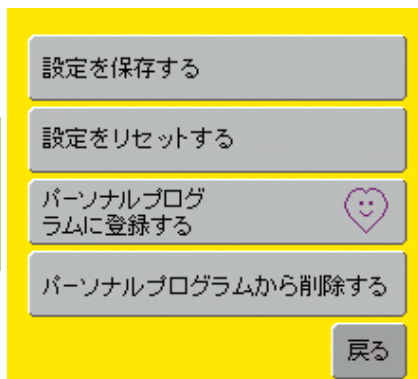 設定を保存する
設定をリセットする
パーソナルプログ
ラムに登録する
パーソナルプログラムから削除する
戻る